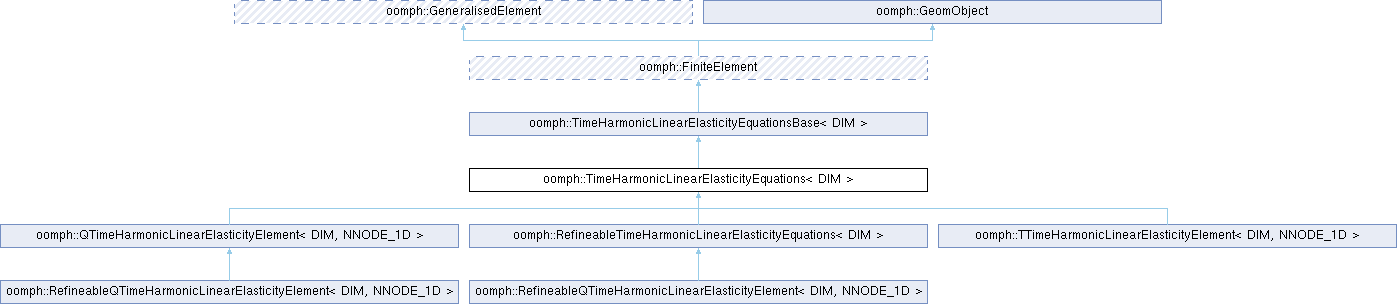 oomph::GeneralisedElement
oomph::GeomObject
oomph::FiniteElement
oomph::TimeHarmonicLinearElasticityEquationsBase< DIM >
oomph::TimeHarmonicLinearElasticityEquations< DIM >
oomph::QTimeHarmonicLinearElasticityElement< DIM, NNODE_1D >
oomph::RefineableTimeHarmonicLinearElasticityEquations< DIM >
oomph::TTimeHarmonicLinearElasticityElement< DIM, NNODE_1D >
oomph::RefineableQTimeHarmonicLinearElasticityElement< DIM, NNODE_1D >
oomph::RefineableQTimeHarmonicLinearElasticityElement< DIM, NNODE_1D >